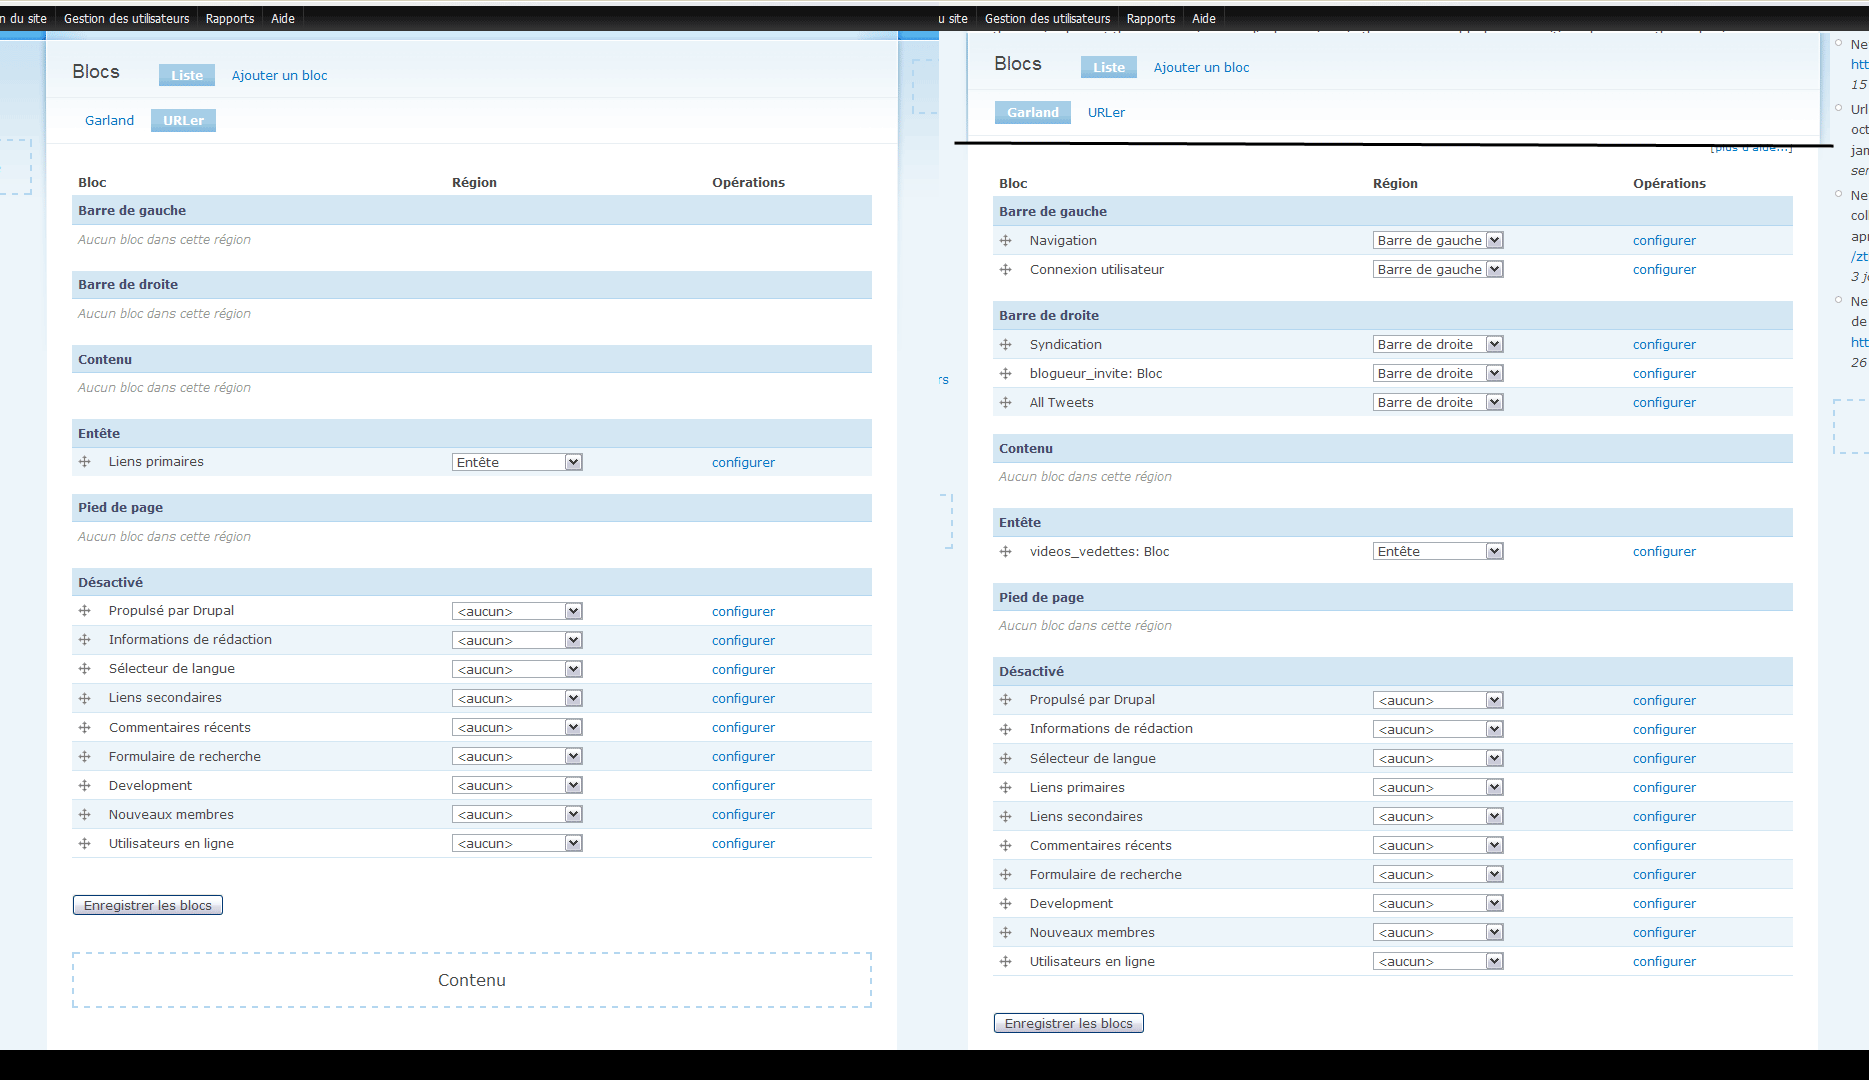 n du site Gestion des utilisateurs Rapports Aide
Blocs Liste Ajouter un bloc
Garland URLer
Bloc Région Opérations
Barre de gauche
Aucun bloc dans cette région
Barre de droite
Aucun bloc dans cette région
Contenu
Aucun bloc dans cette région
Entête
Liens primaires Entête configurer
Pied de page
Aucun bloc dans cette région
Désactivé
Propulsé par Drupal <aucun> configurer
Informations de rédaction <aucun> configurer
Sélecteur de langue <aucun> configurer
Liens secondaires <aucun> configurer
Commentaires récents <aucun> configurer
Formulaire de recherche <aucun> configurer
Development <aucun> configurer
Nouveaux membres <aucun> configurer
Utilisateurs en ligne <aucun> configurer
Enregistrer les blocs
Contenu
u site Gestion des utilisateurs Rapports Aide
Blocs Liste Ajouter un bloc
Garland URLer
[plus d'aide...]
rs
Bloc Région Opérations
Barre de gauche
Navigation Barre de gauche configurer
Connexion utilisateur Barre de gauche configurer
Barre de droite
Syndication Barre de droite configurer
blogueur_invite: Bloc Barre de droite configurer
All Tweets Barre de droite configurer
Contenu
Aucun bloc dans cette région
Entête
videos_vedettes: Bloc Entête configurer
Pied de page
Aucun bloc dans cette région
Désactivé
Propulsé par Drupal <aucun> configurer
Informations de rédaction <aucun> configurer
Sélecteur de langue <aucun> configurer
Liens primaires <aucun> configurer
Liens secondaires <aucun> configurer
Commentaires récents <aucun> configurer
Formulaire de recherche <aucun> configurer
Development <aucun> configurer
Nouveaux membres <aucun> configurer
Utilisateurs en ligne <aucun> configurer
Enregistrer les blocs
Ne
htt
15
Url
oct
jan
ser
Ne
coll
apr
/zt
3 j
Ne
de
htt
26